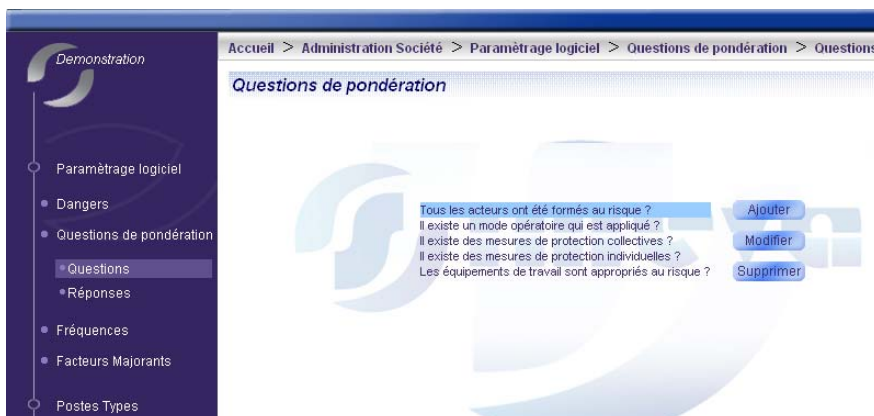 Demonstration
Accueil > Administration Société > Paramètrage logiciel > Questions de pondération > Questions
Questions de pondération
Paramètrage logiciel
Dangers
Questions de pondération
Questions
Réponses
Fréquences
Facteurs Majorants
Postes Types
Tous les acteurs ont été formés au risque ?
Il existe un mode opératoire qui est appliqué ?
Il existe des mesures de protection collectives ?
Il existe des mesures de protection individuelles ?
Les équipements de travail sont appropriés au risque ?
Ajouter
Modifier
Supprimer